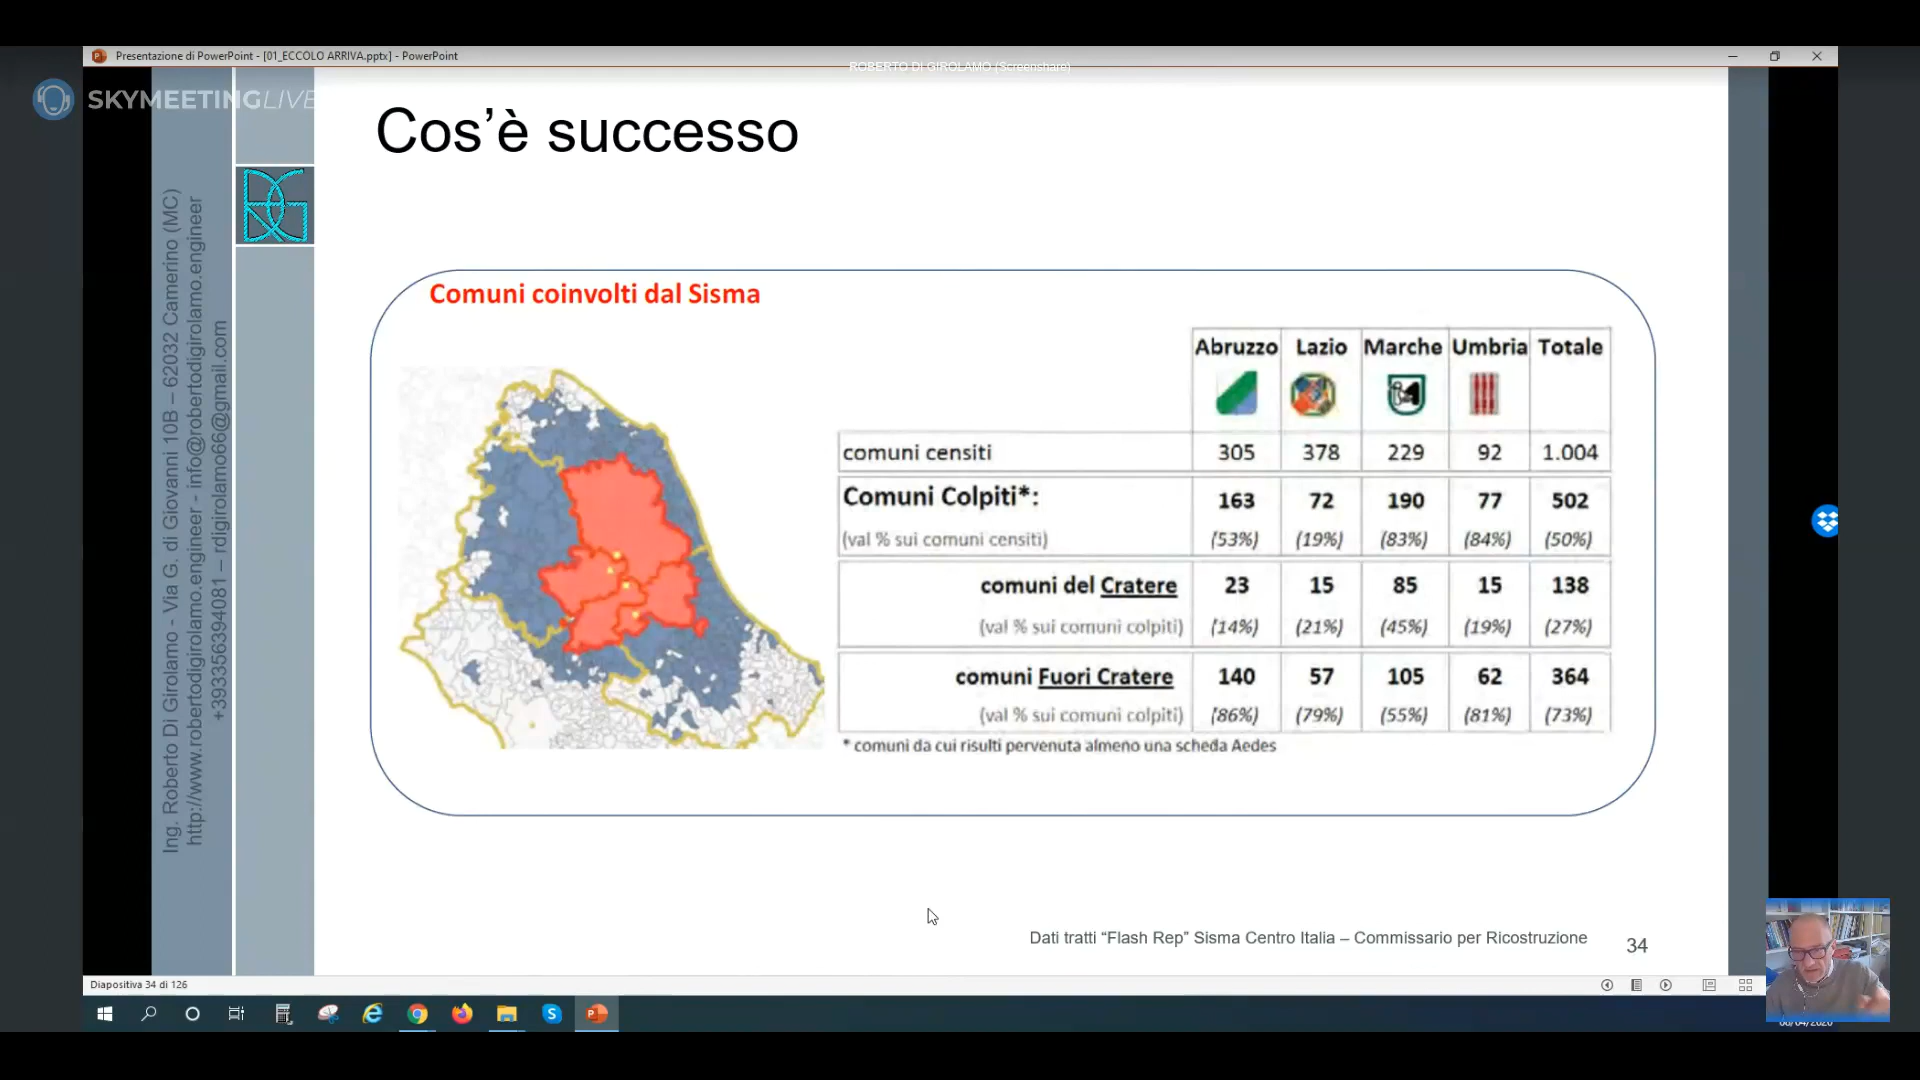 Presentazione di PowerPoint - [01_ECCOLO ARRIVA.pptx] - PowerPoint
ROBERTO DI GIROLAMO (Screenshare)
SKYMEETINGLIVE
Cos’è successo
Ing. Roberto Di Girolamo - Via G. di Giovanni 10B – 62032 Camerino (MC)
http://www.robertodigirolamo.engineer - info@robertodigirolamo.engineer
+393356394081 – rdigirolamo66@gmail.com
Comuni coinvolti dal Sisma
Abruzzo Lazio Marche Umbria Totale
comuni censiti 305 378 229 92 1.004
Comuni Colpiti*: 163 72 190 77 502
(val % sui comuni censiti) (53%) (19%) (83%) (84%) (50%)
comuni del Cratere 23 15 85 15 138
(val % sui comuni colpiti) (14%) (21%) (45%) (19%) (27%)
comuni Fuori Cratere 140 57 105 62 364
(val % sui comuni colpiti) (86%) (79%) (55%) (81%) (73%)
* comuni da cui risulti pervenuta almeno una scheda Aedes
Dati tratti “Flash Rep” Sisma Centro Italia – Commissario per Ricostruzione
34
Diapositiva 34 di 126